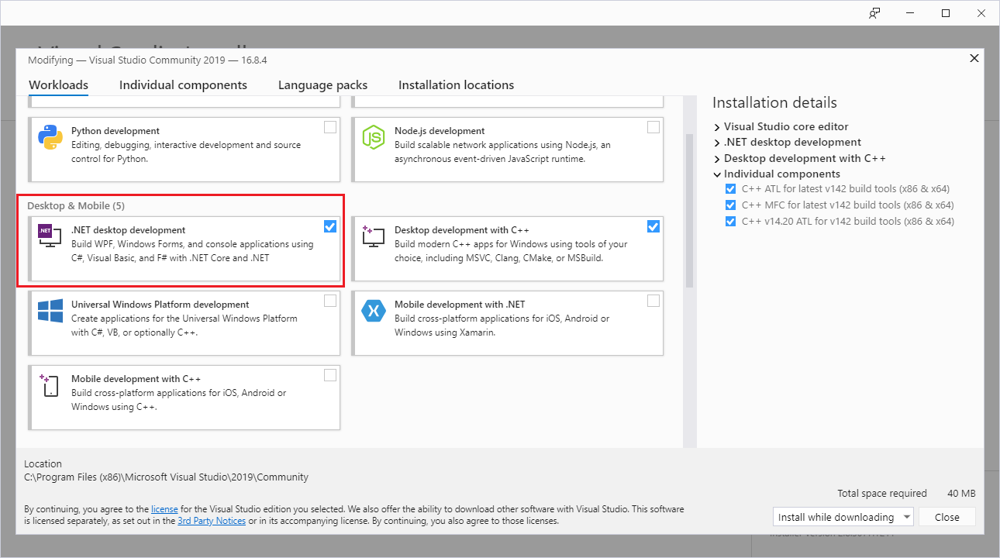 Modifying — Visual Studio Community 2019 — 16.8.4
Workloads
Individual components
Language packs
Installation locations
Python development
Editing, debugging, interactive development and source
control for Python.
Node.js development
Build scalable network applications using Node.js, an
asynchronous event-driven JavaScript runtime.
Desktop & Mobile (5)
.NET
.NET desktop development
Build WPF, Windows Forms, and console applications using
C#, Visual Basic, and F# with .NET Core and .NET
Desktop development with C++
Build modern C++ apps for Windows using tools of your
choice, including MSVC, Clang, CMake, or MSBuild.
Universal Windows Platform development
Create applications for the Universal Windows Platform
with C#, VB, or optionally C++.
Mobile development with .NET
Build cross-platform applications for iOS, Android or
Windows using Xamarin.
Mobile development with C++
Build cross-platform applications for iOS, Android or
Windows using C++.
Installation details
Visual Studio core editor
.NET desktop development
Desktop development with C++
Individual components
C++ ATL for latest v142 build tools (x86 & x64)
C++ MFC for latest v142 build tools (x86 & x64)
C++ v14.20 ATL for v142 build tools (x86 & x64)
Location
C:\Program Files (x86)\Microsoft Visual Studio\2019\Community
By continuing, you agree to the license for the Visual Studio edition you selected. We also offer the ability to download other software with Visual Studio. This software
is licensed separately, as set out in the 3rd Party Notices or in its accompanying license. By continuing, you also agree to those licenses.
Total space required 40 MB
Install while downloading
Close